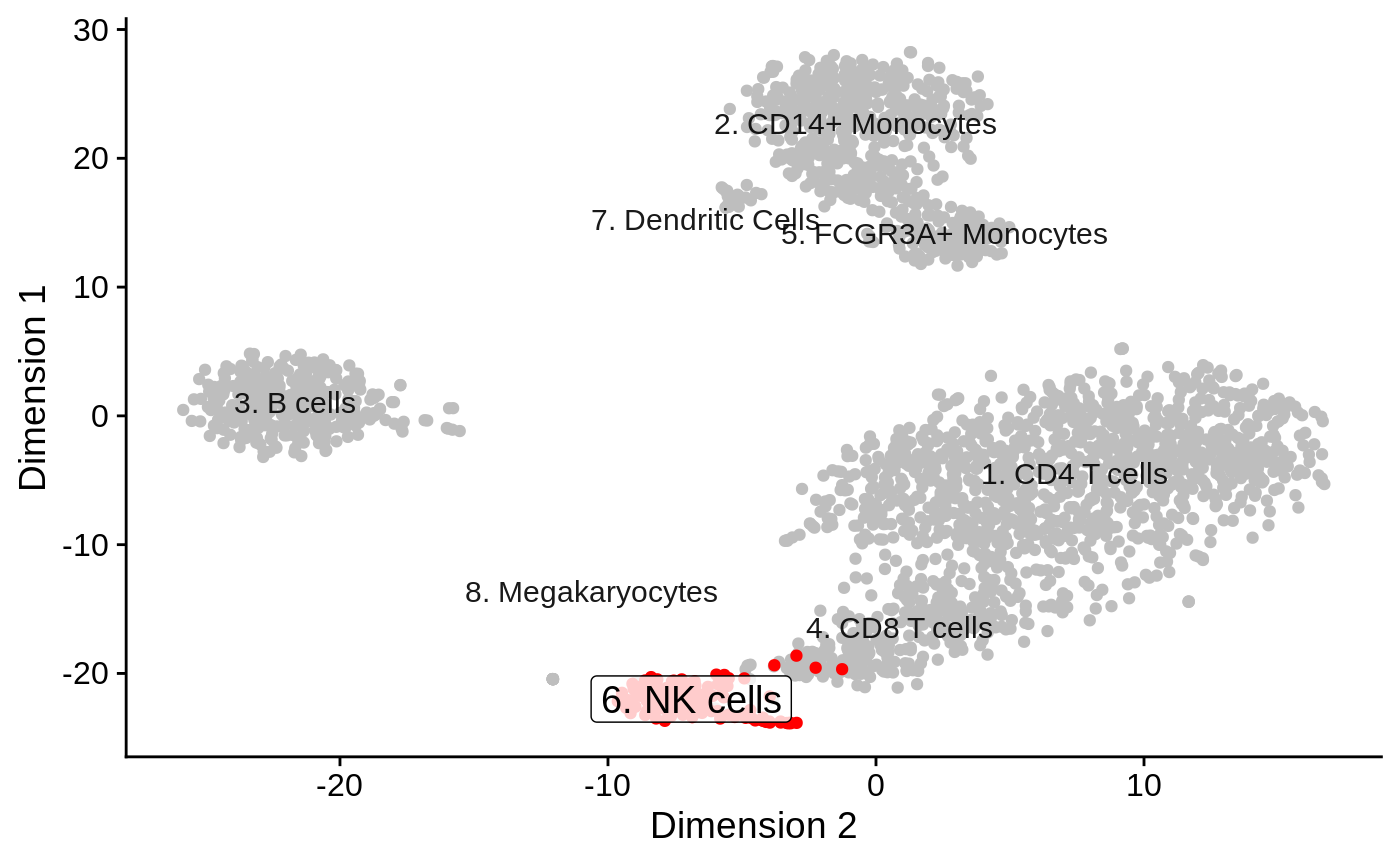 30
20
10
0
-10
-20
Dimension 1
2. CD14+ Monocytes
7. Dendritic Cells
5. FCGR3A+ Monocytes
3. B cells
1. CD4 T cells
8. Megakaryocytes
4. CD8 T cells
6. NK cells
-20
-10
0
10
Dimension 2